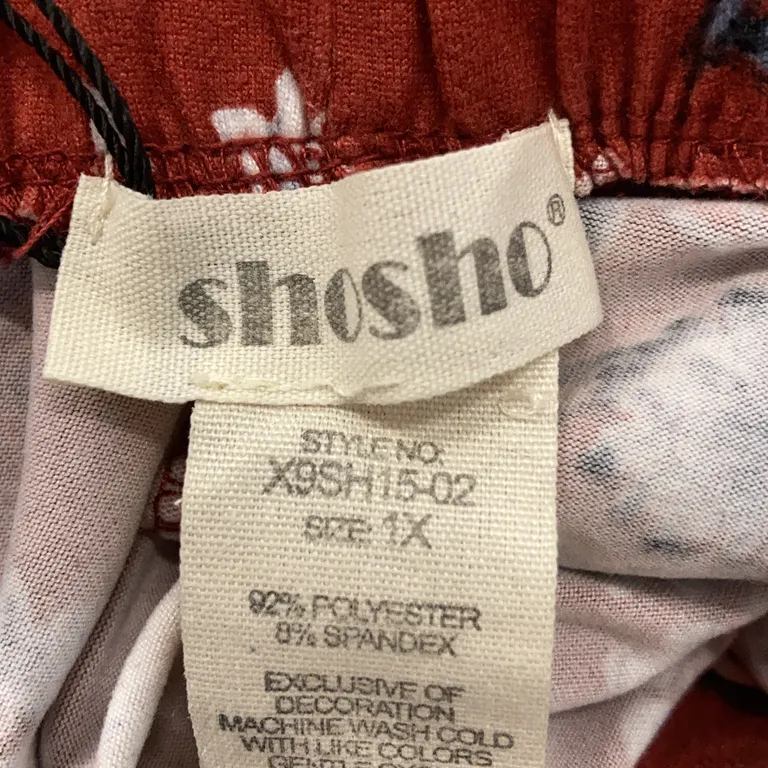 shosho®
STYLE NO:
X9SH15-02
SIZE: 1X
92% POLYESTER
8% SPANDEX
EXCLUSIVE OF
DECORATION
MACHINE WASH COLD
WITH LIKE COLORS